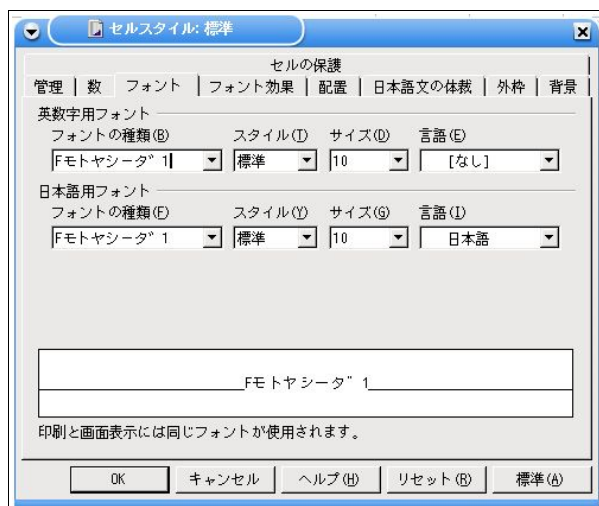 セルスタイル: 標準
セルの保護
管理 数 フォント フォント効果 配置 日本語文の体裁 外枠 背景
英数字用フォント
フォントの種類(B) スタイル(T) サイズ(D) 言語(E)
Fモトヤシータ゛1 標準 10 [なし]
日本語用フォント
フォントの種類(F) スタイル(Y) サイズ(G) 言語(I)
Fモトヤシータ゛1 標準 10 日本語
Fモトヤシータ゛1
印刷と画面表示には同じフォントが使用されます。
OK キャンセル ヘルプ(H) リセット(R) 標準(A)